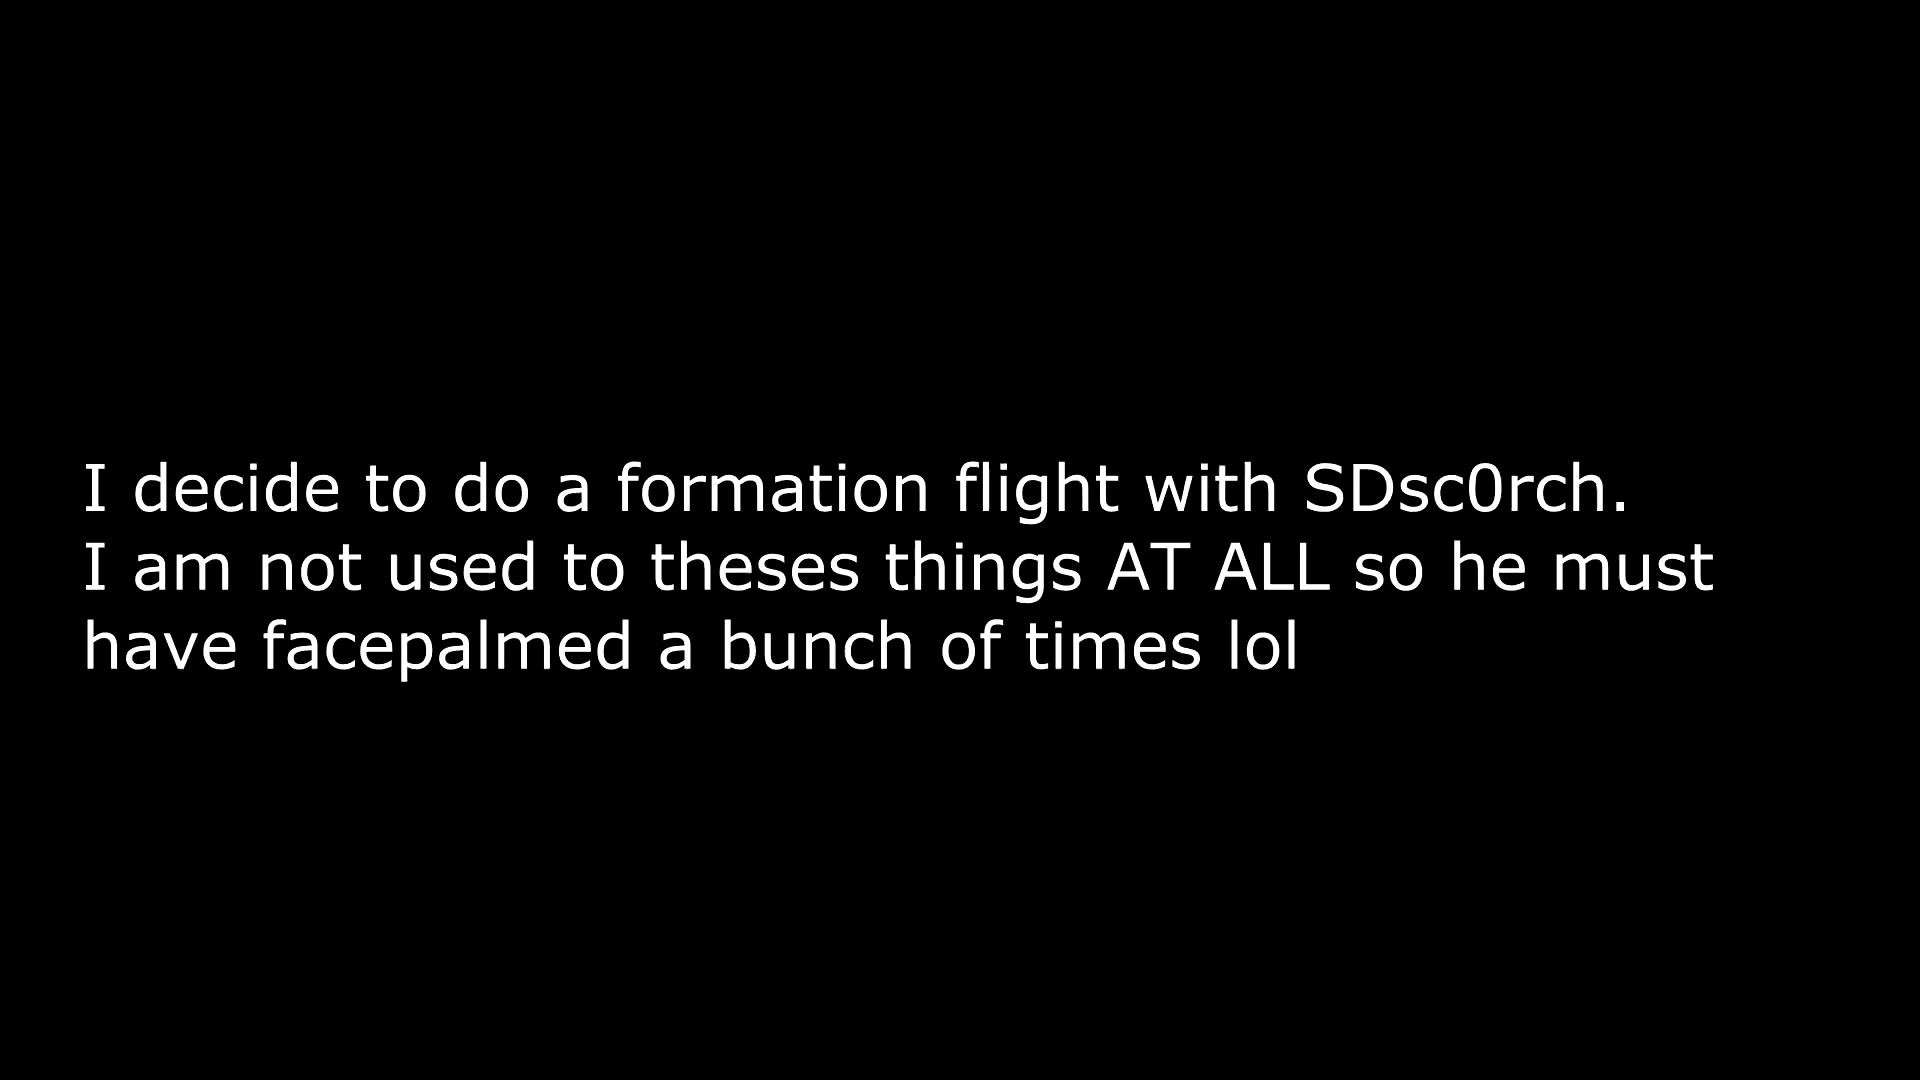 I decide to do a formation flight with SDsc0rch.
I am not used to theses things AT ALL so he must
have facepalmed a bunch of times lol